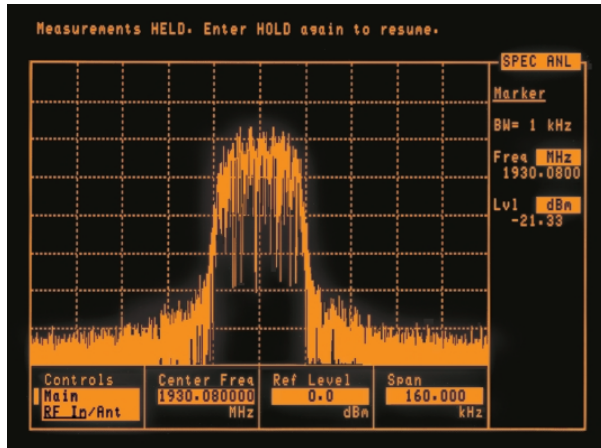 Measurements HELD. Enter HOLD again to resume.
SPEC ANL
Marker
BW= 1 kHz
Freq MHz
1930.0800
Lvl dBm
-21.33
Controls
Main
RF In/Ant
Center Freq
1930.080000
MHz
Ref Level
0.0
dBm
Span
160.000
kHz